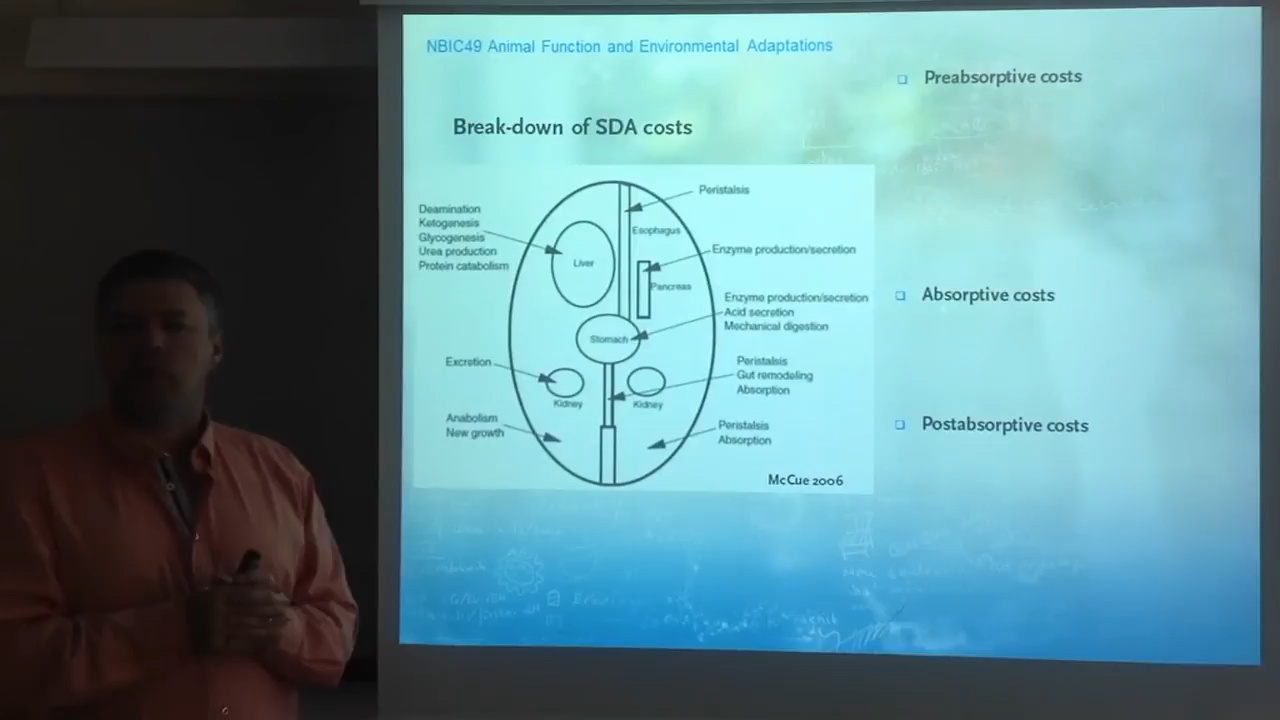 NBIC49 Animal Function and Environmental Adaptations
Break-down of SDA costs
Deamination
Ketogenesis
Glycogenesis
Urea production
Protein catabolism
Liver
Peristalsis
Esophagus
Enzyme production/secretion
Pancreas
Enzyme production/secretion
Acid secretion
Mechanical digestion
Stomach
Excretion
Kidney
Kidney
Peristalsis
Gut remodeling
Absorption
Anabolism
New growth
Peristalsis
Absorption
McCue 2006
Preabsorptive costs
Absorptive costs
Postabsorptive costs